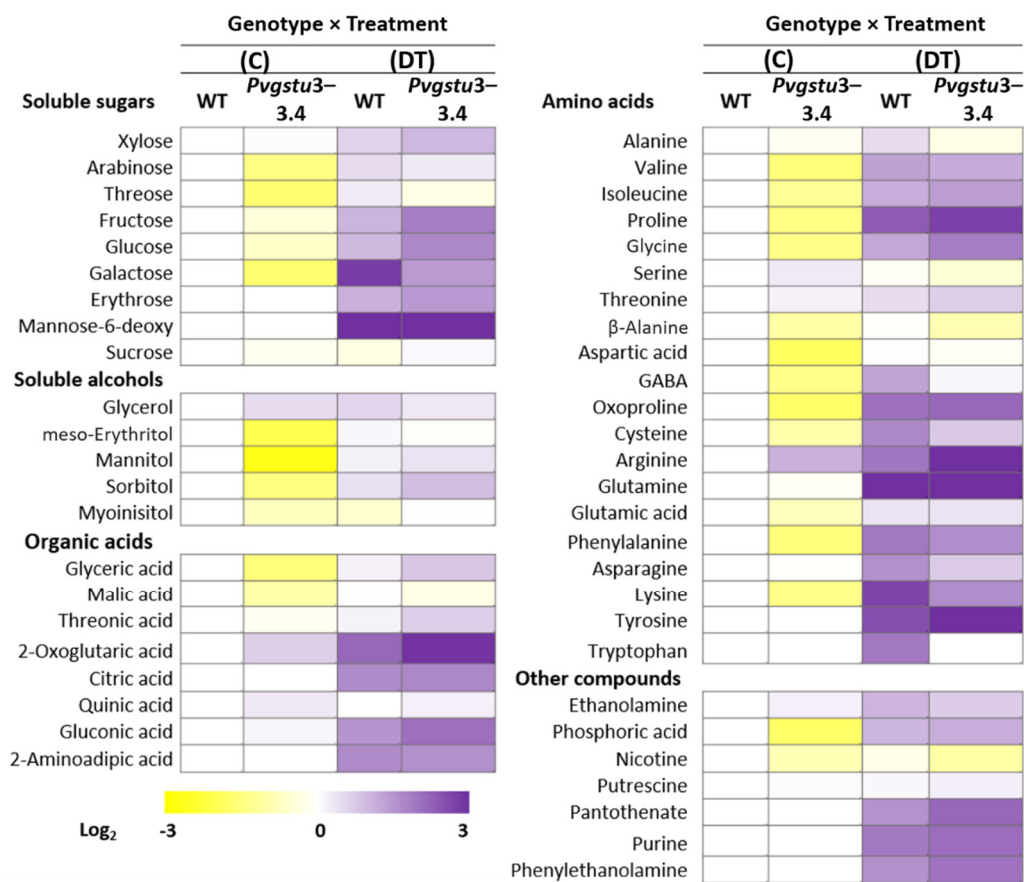 Genotype × Treatment
(C) (DT)
Soluble sugars WT Pvgstu3–3.4 WT Pvgstu3–3.4
Xylose
Arabinose
Threose
Fructose
Glucose
Galactose
Erythrose
Mannose-6-deoxy
Sucrose
Soluble alcohols
Glycerol
meso-Erythritol
Mannitol
Sorbitol
Myoinisitol
Organic acids
Glyceric acid
Malic acid
Threonic acid
2-Oxoglutaric acid
Citric acid
Quinic acid
Gluconic acid
2-Aminoadipic acid
Log2 -3 0 3
Genotype × Treatment
(C) (DT)
Amino acids WT Pvgstu3–3.4 WT Pvgstu3–3.4
Alanine
Valine
Isoleucine
Proline
Glycine
Serine
Threonine
β-Alanine
Aspartic acid
GABA
Oxoproline
Cysteine
Arginine
Glutamine
Glutamic acid
Phenylalanine
Asparagine
Lysine
Tyrosine
Tryptophan
Other compounds
Ethanolamine
Phosphoric acid
Nicotine
Putrescine
Pantothenate
Purine
Phenylethanolamine